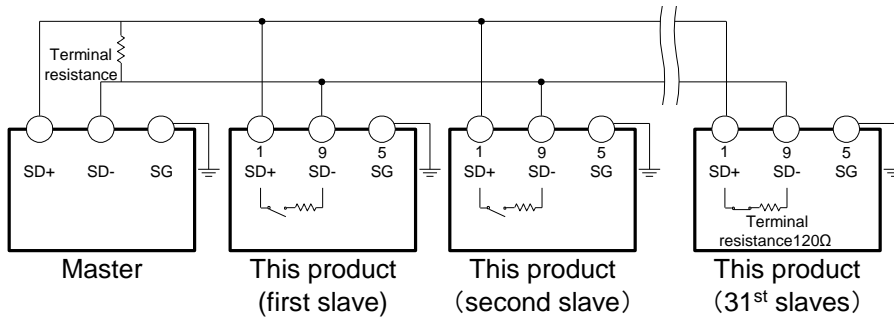 Terminal
resistance
1 9 5 1 9 5 1 9 5
SD+ SD- SG SD+ SD- SG SD+ SD- SG SD+ SD- SG
Terminal
resistance120Ω
Master This product This product This product
(first slave) （second slave） （31st slaves）